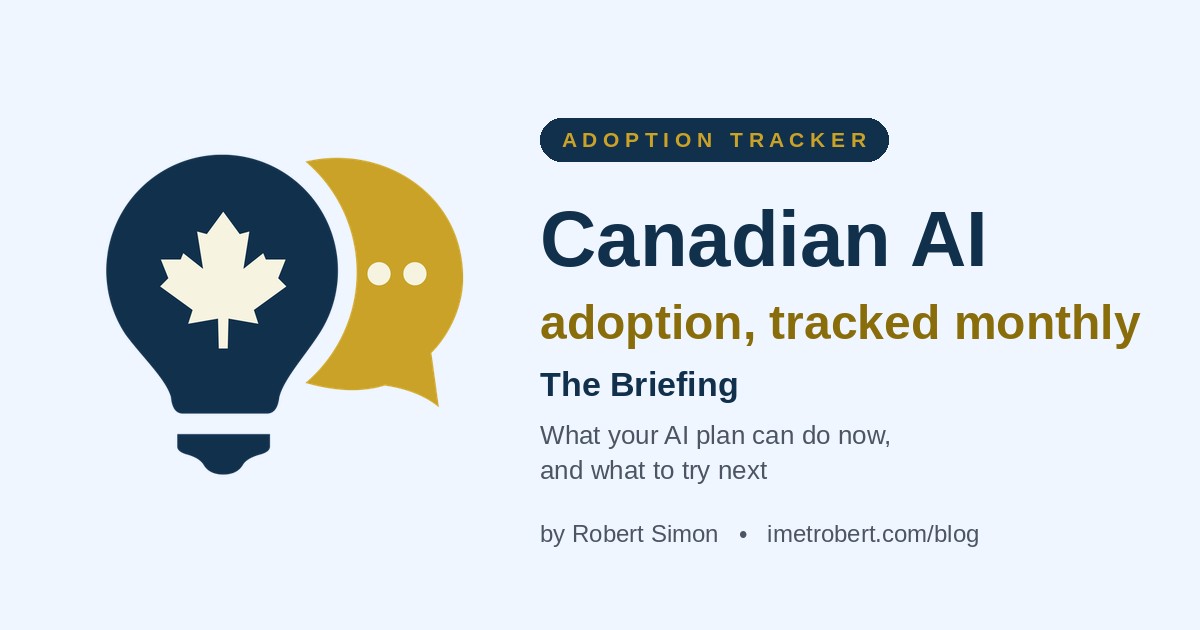 ADOPTION TRACKER
Canadian AI
adoption, tracked monthly
The Briefing
What your AI plan can do now,
and what to try next
by Robert Simon • imetrobert.com/blog